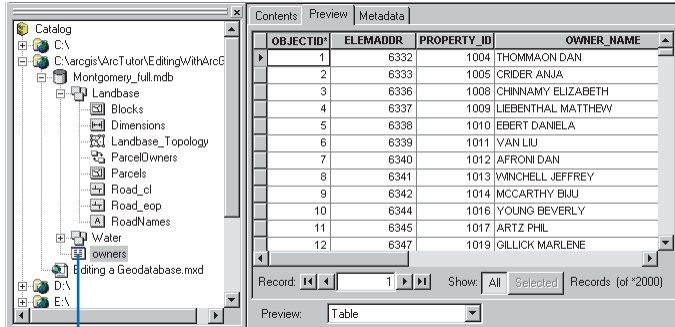 Catalog
C:\
C:\arcgis\ArcTutor\EditingWithArcG
Montgomery_full.mdb
Landbase
Blocks
Dimensions
Landbase_Topology
ParcelOwners
Parcels
Road_cl
Road_eop
RoadNames
Water
owners
Editing a Geodatabase.mxd
D:\
E:\
Contents Preview Metadata
OBJECTID* ELEMADDR PROPERTY_ID OWNER_NAME
1 6332 1004 THOMMAON DAN
2 6333 1005 CRIDER ANJA
3 6336 1008 CHINNAMY ELIZABETH
4 6337 1009 LIEBENTHAL MATTHEW
5 6338 1010 EBERT DANIELA
6 6339 1011 VAN LIU
7 6340 1012 AFRONI DAN
8 6341 1013 WINCHELL JEFFREY
9 6342 1014 MCCARTHY BIJU
10 6344 1016 YOUNG BEVERLY
11 6345 1017 ARTZ PHIL
12 6347 1019 GILLICK MARLENE
Record: 1 Show: All Selected Records (of *2000)
Preview: Table